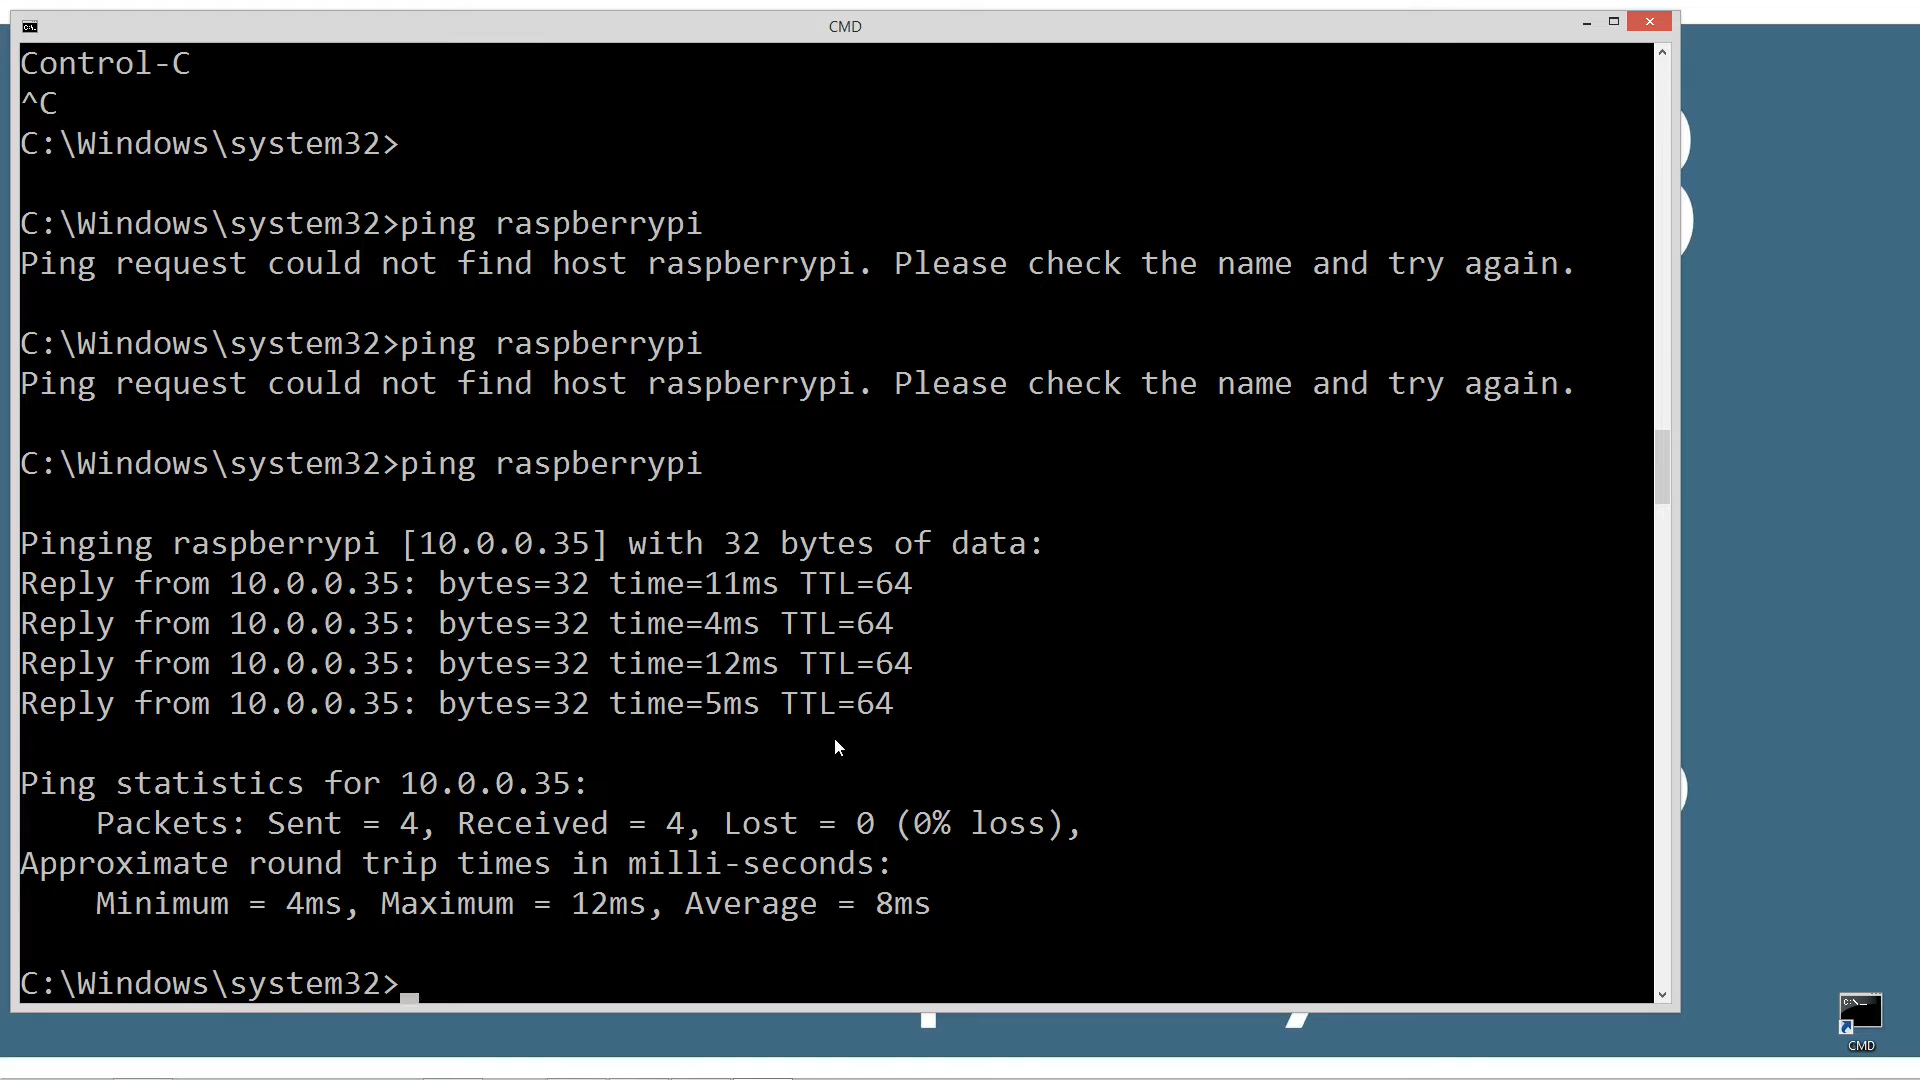 CMD
Control-C
^C
C:\Windows\system32>
C:\Windows\system32>ping raspberrypi
Ping request could not find host raspberrypi. Please check the name and try again.
C:\Windows\system32>ping raspberrypi
Ping request could not find host raspberrypi. Please check the name and try again.
C:\Windows\system32>ping raspberrypi
Pinging raspberrypi [10.0.0.35] with 32 bytes of data:
Reply from 10.0.0.35: bytes=32 time=11ms TTL=64
Reply from 10.0.0.35: bytes=32 time=4ms TTL=64
Reply from 10.0.0.35: bytes=32 time=12ms TTL=64
Reply from 10.0.0.35: bytes=32 time=5ms TTL=64
Ping statistics for 10.0.0.35:
    Packets: Sent = 4, Received = 4, Lost = 0 (0% loss),
Approximate round trip times in milli-seconds:
    Minimum = 4ms, Maximum = 12ms, Average = 8ms
C:\Windows\system32>
CMD